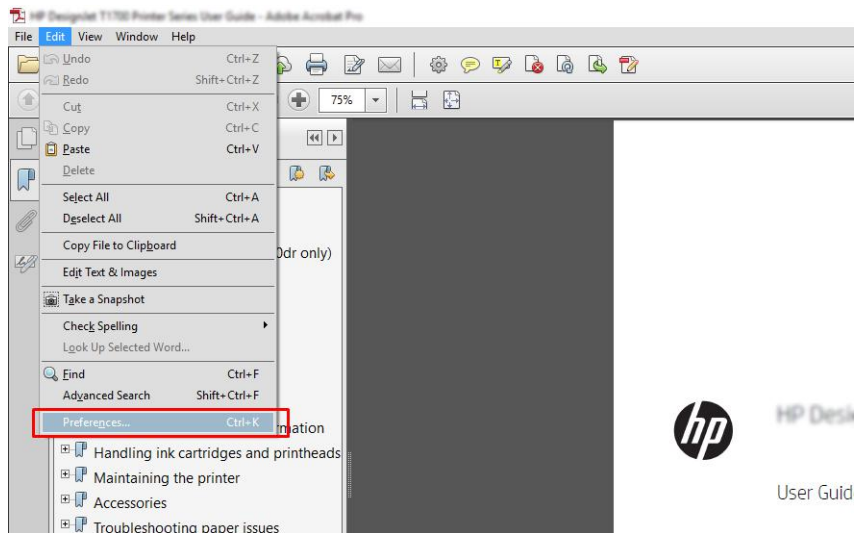 HP DesignJet T1700 Printer Series User Guide - Adobe Acrobat Pro
File Edit View Window Help
Undo Ctrl+Z
Redo Shift+Ctrl+Z
75%
Cut Ctrl+X
Copy Ctrl+C
Paste Ctrl+V
Delete
Select All Ctrl+A
Deselect All Shift+Ctrl+A
Copy File to Clipboard
0dr only)
Edit Text & Images
Take a Snapshot
Check Spelling
Look Up Selected Word...
Find Ctrl+F
Advanced Search Shift+Ctrl+F
Preferences... Ctrl+K
mation
Handling ink cartridges and printheads
Maintaining the printer
Accessories
Troubleshooting paper issues
hp
HP Desi
User Guid